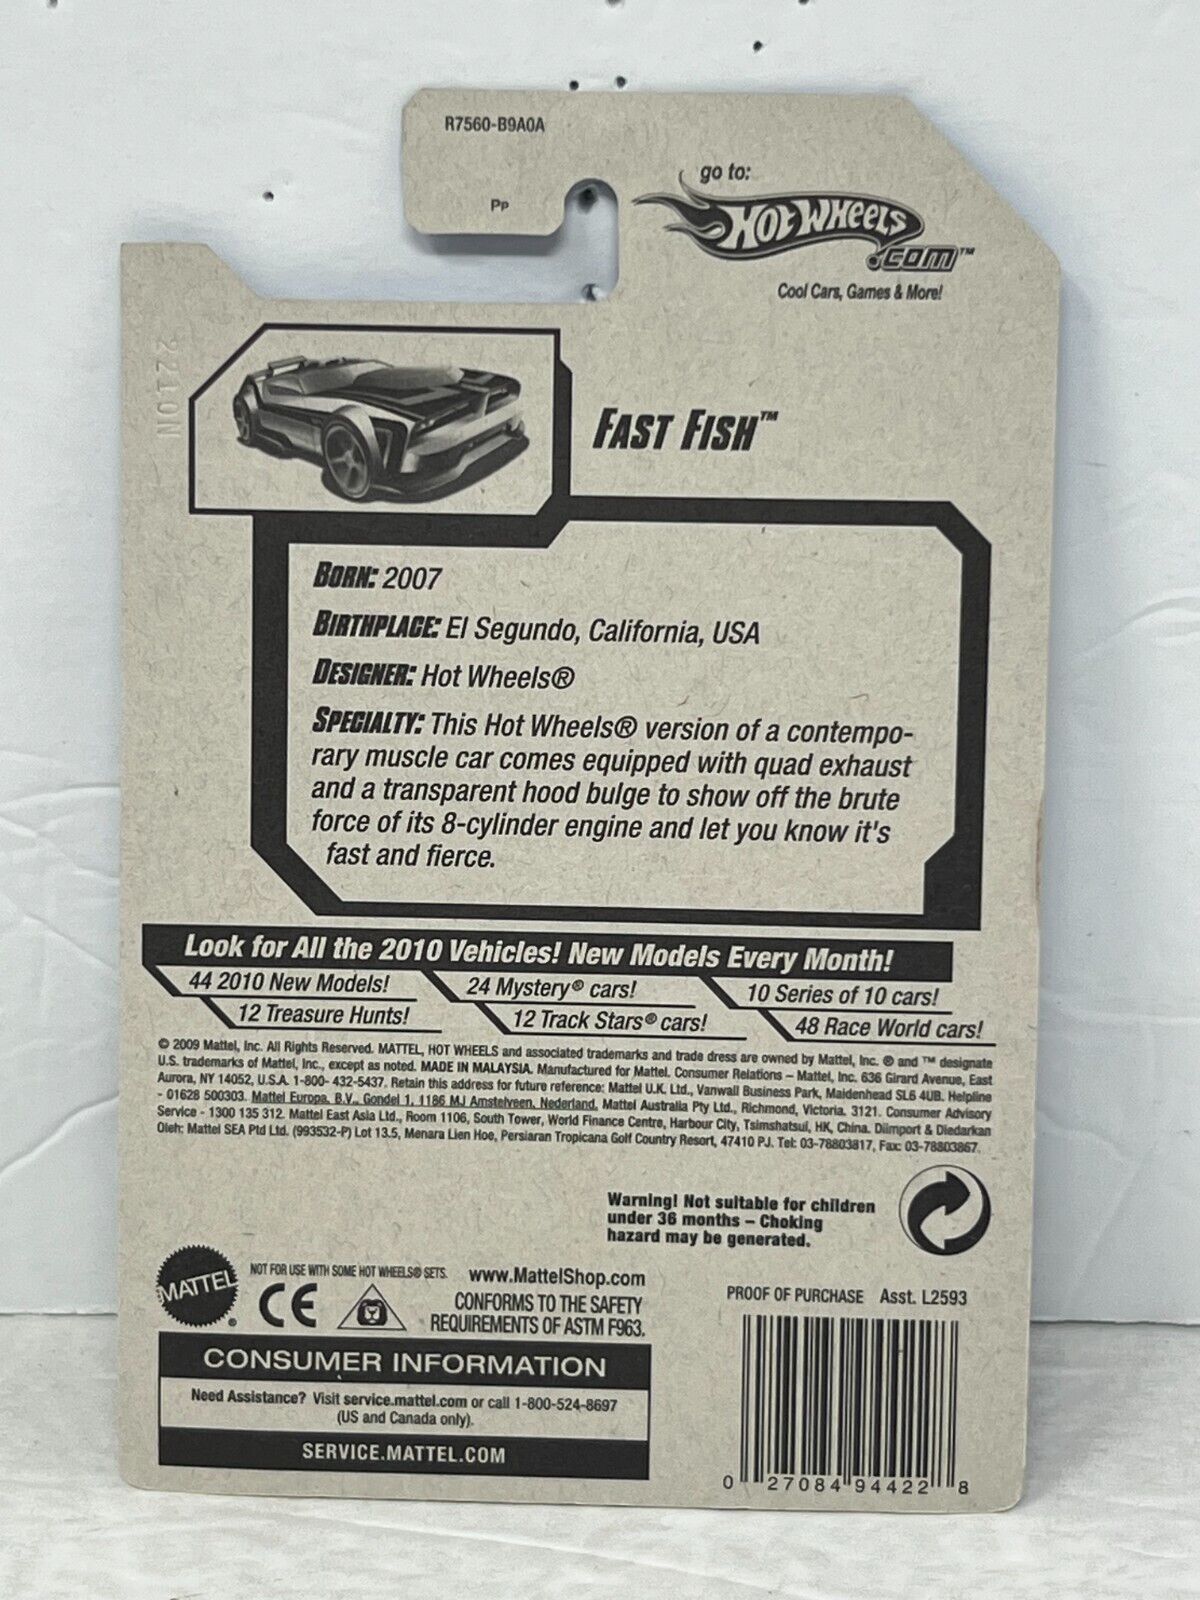 R7560-B9A0A
Pp
go to:
HOT WHEELS
.COM™
Cool Cars, Games & More!
2210N
FAST FISH™
BORN: 2007
BIRTHPLACE: El Segundo, California, USA
DESIGNER: Hot Wheels®
SPECIALTY: This Hot Wheels® version of a contempo-
rary muscle car comes equipped with quad exhaust
and a transparent hood bulge to show off the brute
force of its 8-cylinder engine and let you know it's
fast and fierce.
Look for All the 2010 Vehicles! New Models Every Month!
44 2010 New Models! 24 Mystery® cars! 10 Series of 10 cars!
12 Treasure Hunts! 12 Track Stars® cars! 48 Race World cars!
© 2009 Mattel, Inc. All Rights Reserved. MATTEL, HOT WHEELS and associated trademarks and trade dress are owned by Mattel, Inc. ® and ™ designate
U.S. trademarks of Mattel, Inc., except as noted. MADE IN MALAYSIA. Manufactured for Mattel. Consumer Relations – Mattel, Inc. 636 Girard Avenue, East
Aurora, NY 14052, U.S.A. 1-800- 432-5437. Retain this address for future reference: Mattel U.K. Ltd., Vanwall Business Park, Maidenhead SL6 4UB. Helpline
- 01628 500303. Mattel Europa, B.V., Gondel 1, 1186 MJ Amstelveen, Nederland. Mattel Australia Pty Ltd., Richmond, Victoria. 3121. Consumer Advisory
Service - 1300 135 312. Mattel East Asia Ltd., Room 1106, South Tower, World Finance Centre, Harbour City, Tsimshatsui, HK, China. Diimport & Diedarkan
Oleh: Mattel SEA Ptd Ltd. (993532-P) Lot 13.5, Menara Lien Hoe, Persiaran Tropicana Golf Country Resort, 47410 PJ. Tel: 03-78803817, Fax: 03-78803867.
Warning! Not suitable for children
under 36 months – Choking
hazard may be generated.
MATTEL®
NOT FOR USE WITH SOME HOT WHEELS® SETS. www.MattelShop.com
CE
CONFORMS TO THE SAFETY
REQUIREMENTS OF ASTM F963.
PROOF OF PURCHASE Asst. L2593
CONSUMER INFORMATION
Need Assistance? Visit service.mattel.com or call 1-800-524-8697
(US and Canada only).
SERVICE.MATTEL.COM
0 27084 94422 8